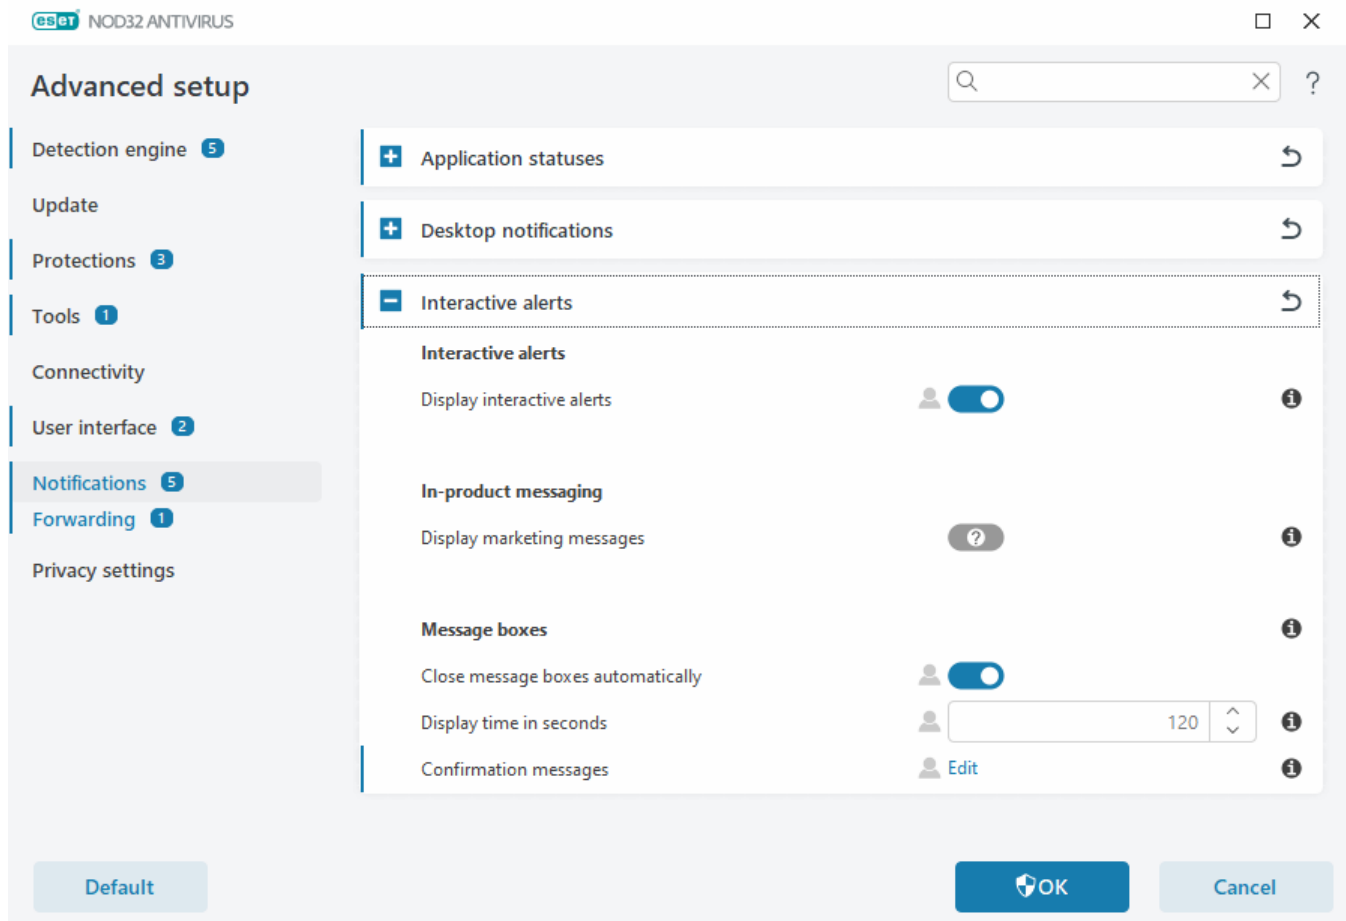 eset NOD32 ANTIVIRUS
Advanced setup
?
Detection engine 5
Update
Protections 3
Tools 1
Connectivity
User interface 2
Notifications 5
Forwarding 1
Privacy settings
Application statuses
Desktop notifications
Interactive alerts
Interactive alerts
Display interactive alerts
In-product messaging
Display marketing messages ?
Message boxes
Close message boxes automatically
Display time in seconds 120
Confirmation messages Edit
Default
OK
Cancel